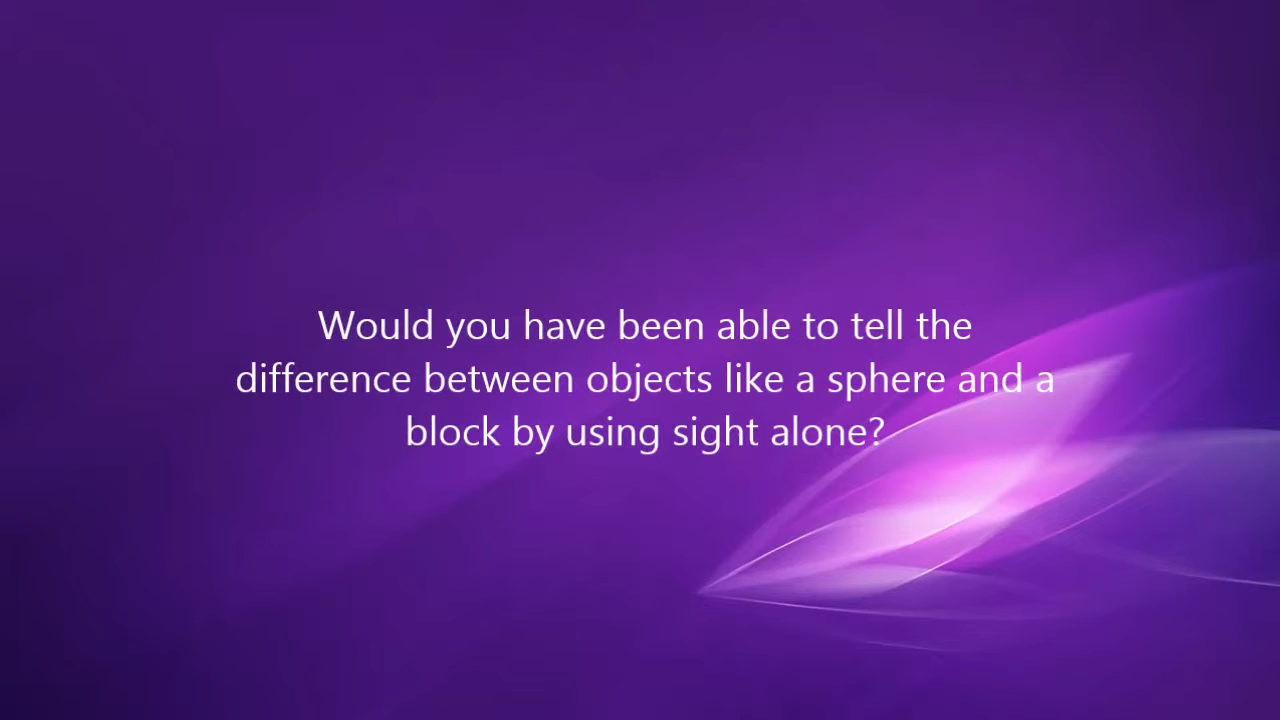 Would you have been able to tell the
difference between objects like a sphere and a
block by using sight alone?